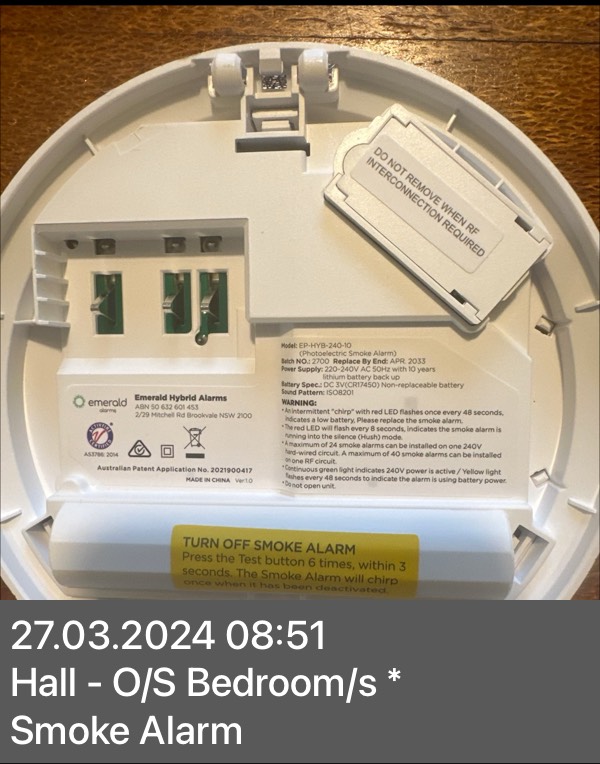 DO NOT REMOVE WHEN RF
INTERCONNECTION REQUIRED
Model: EP-HYB-240-10
(Photoelectric Smoke Alarm)
Batch NO.: 2700 Replace By End: APR. 2033
Power Supply: 220-240V AC 50Hz with 10 years
lithium battery back up
Battery Spec.: DC 3V(CR17450) Non-replaceable battery
Sound Pattern: ISO8201
WARNING:
•An intermittent "chirp" with red LED flashes once every 48 seconds,
indicates a low battery, Please replace the smoke alarm.
•The red LED will flash every 8 seconds, indicates the smoke alarm is
running into the silence (Hush) mode.
•A maximum of 24 smoke alarms can be installed on one 240V
hard-wired circuit. A maximum of 40 smoke alarms can be installed
on one RF circuit.
•Continuous green light indicates 240V power is active / Yellow light
flashes every 48 seconds to indicate the alarm is using battery power.
•Do not open unit.
emerald
alarms
Emerald Hybrid Alarms
ABN 50 632 601 453
2/29 Mitchell Rd Brookvale NSW 2100
AS3786: 2014
Australian Patent Application No. 2021900417
MADE IN CHINA Ver1.0
TURN OFF SMOKE ALARM
Press the Test button 6 times, within 3
seconds. The Smoke Alarm will chirp
once when it has been deactivated.
27.03.2024 08:51
Hall - O/S Bedroom/s *
Smoke Alarm